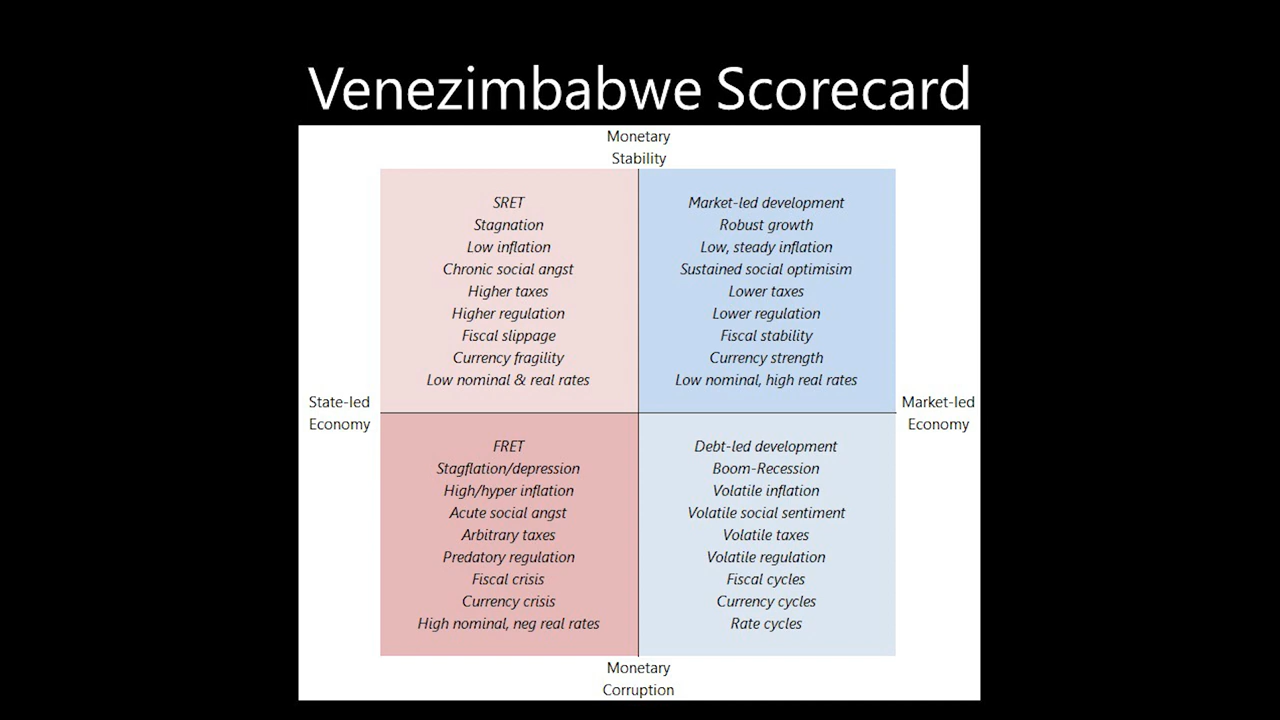 Venezimbabwe Scorecard
Monetary
Stability
SRET
Stagnation
Low inflation
Chronic social angst
Higher taxes
Higher regulation
Fiscal slippage
Currency fragility
Low nominal & real rates
Market-led development
Robust growth
Low, steady inflation
Sustained social optimisim
Lower taxes
Lower regulation
Fiscal stability
Currency strength
Low nominal, high real rates
State-led
Economy
Market-led
Economy
FRET
Stagflation/depression
High/hyper inflation
Acute social angst
Arbitrary taxes
Predatory regulation
Fiscal crisis
Currency crisis
High nominal, neg real rates
Debt-led development
Boom-Recession
Volatile inflation
Volatile social sentiment
Volatile taxes
Volatile regulation
Fiscal cycles
Currency cycles
Rate cycles
Monetary
Corruption